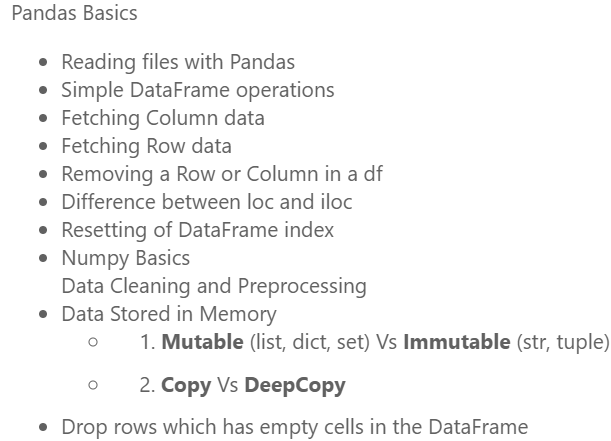 Pandas Basics
Reading files with Pandas
Simple DataFrame operations
Fetching Column data
Fetching Row data
Removing a Row or Column in a df
Difference between loc and iloc
Resetting of DataFrame index
Numpy Basics
Data Cleaning and Preprocessing
Data Stored in Memory
1. Mutable (list, dict, set) Vs Immutable (str, tuple)
2. Copy Vs DeepCopy
Drop rows which has empty cells in the DataFrame